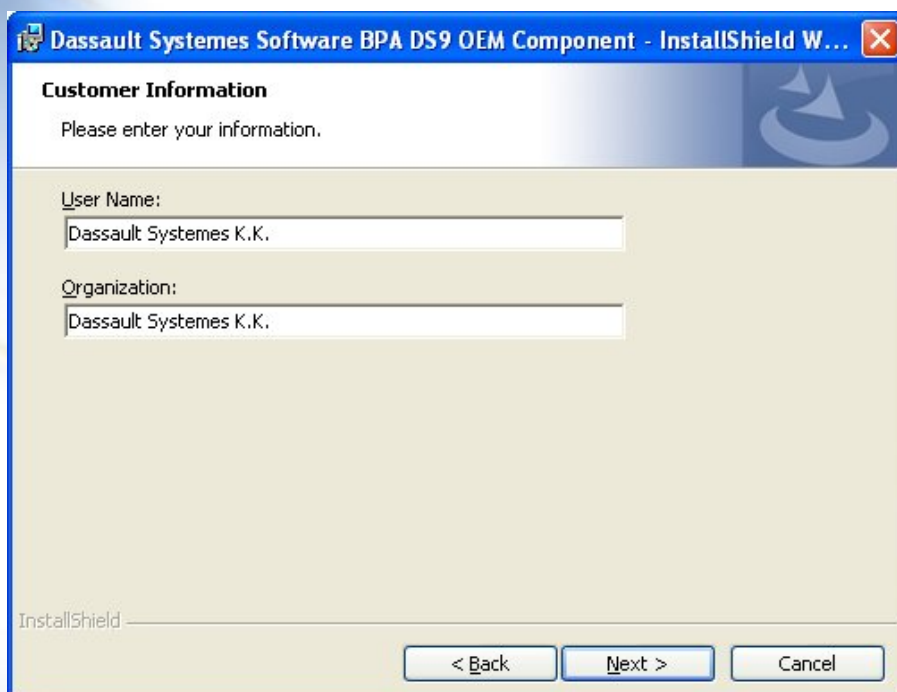 Dassault Systemes Software BPA DS9 OEM Component - InstallShield W...
Customer Information
Please enter your information.
User Name:
Dassault Systemes K.K.
Organization:
Dassault Systemes K.K.
InstallShield
< Back
Next >
Cancel